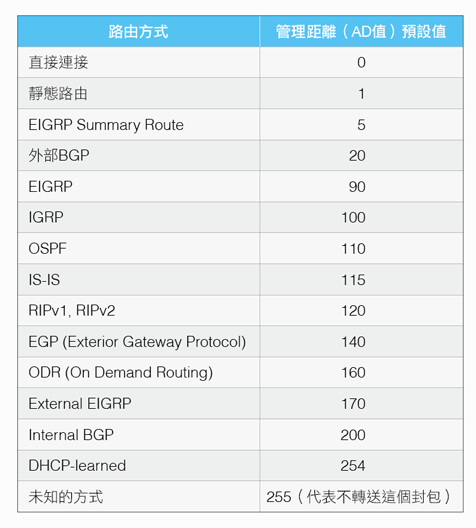 路由方式 管理距離（AD值）預設值
直接連接 0
靜態路由 1
EIGRP Summary Route 5
外部BGP 20
EIGRP 90
IGRP 100
OSPF 110
IS-IS 115
RIPv1, RIPv2 120
EGP (Exterior Gateway Protocol) 140
ODR (On Demand Routing) 160
External EIGRP 170
Internal BGP 200
DHCP-learned 254
未知的方式 255（代表不轉送這個封包）